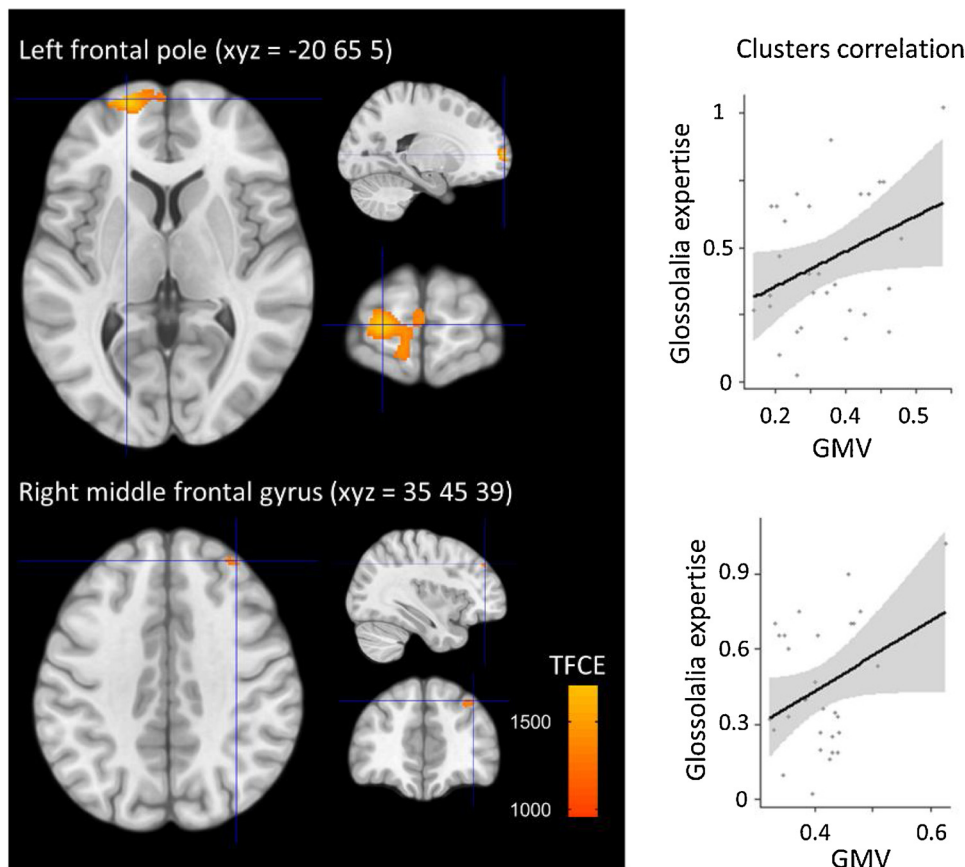 Left frontal pole (xyz = -20 65 5)
Clusters correlation
1
0.5
0
Glossolalia expertise
0.2 0.4 0.5
GMV
Right middle frontal gyrus (xyz = 35 45 39)
TFCE
1500
1000
0.9
0.6
0.3
0
Glossolalia expertise
0.4 0.6
GMV